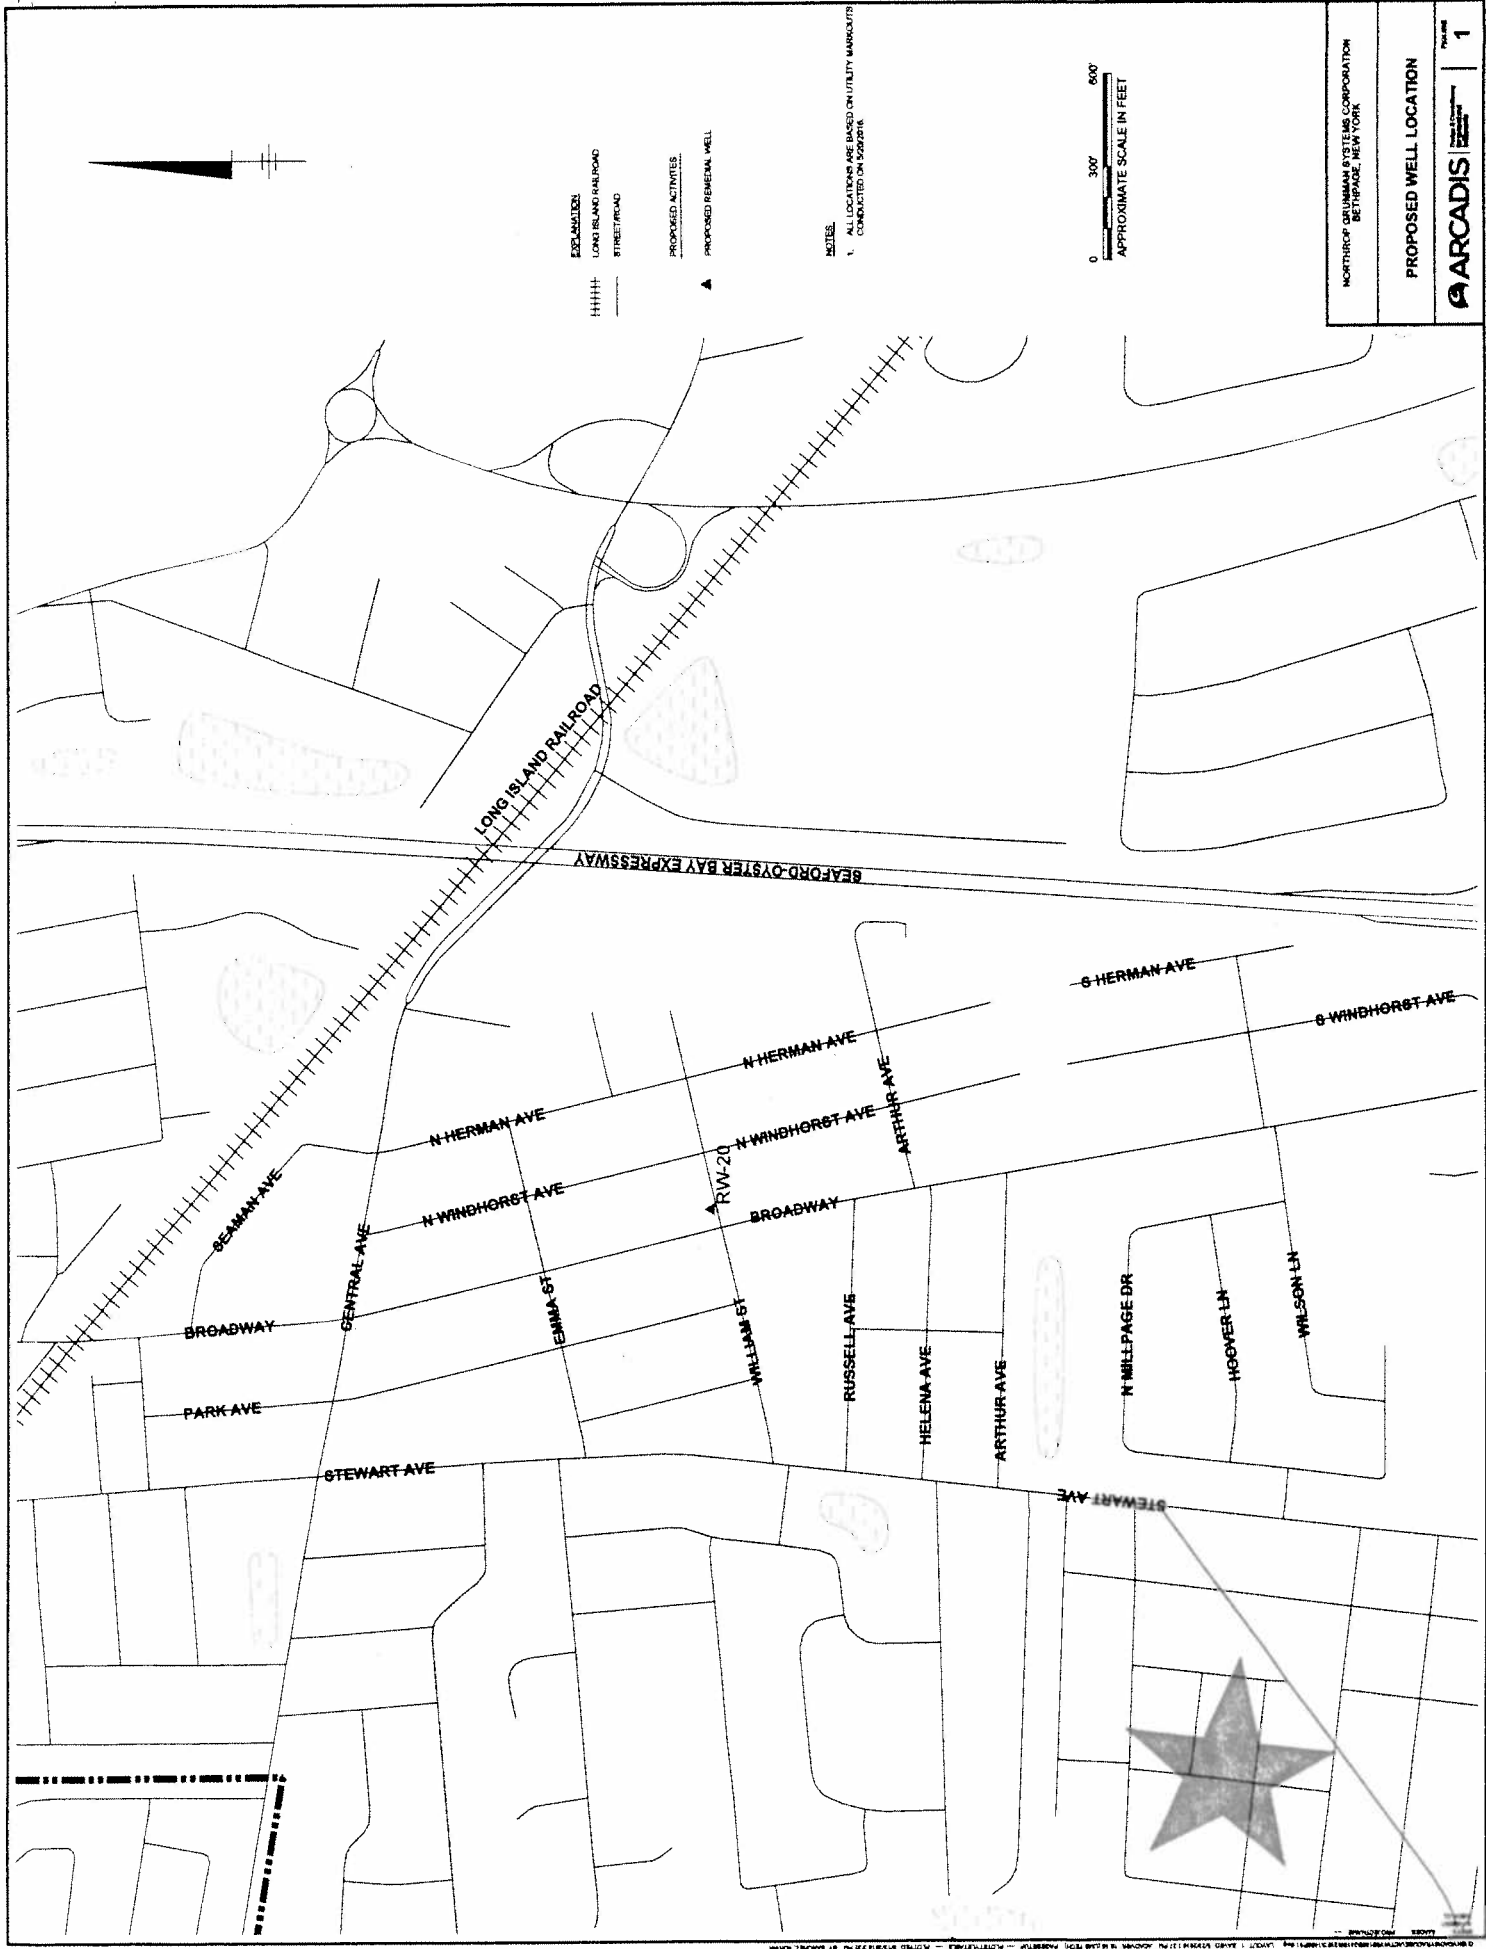 EXPLANATION
LONG ISLAND RAILROAD
STREET/ROAD
PROPOSED ACTIVITES
PROPOSED REMEDIAL WELL
NOTES
1. ALL LOCATIONS ARE BASED ON UTILITY MARKOUTS
CONDUCTED ON 5/20/2016.
0 300' 600'
APPROXIMATE SCALE IN FEET
NORTHROP GRUMMAN SYSTEMS CORPORATION
BETHPAGE, NEW YORK
PROPOSED WELL LOCATION
ARCADIS
1
LONG ISLAND RAILROAD
SEAFORD-OYSTER BAY EXPRESSWAY
SEAMAN AVE
N HERMAN AVE
N HERMAN AVE
S HERMAN AVE
N WINDHORST AVE
N WINDHORST AVE
S WINDHORST AVE
ARTHUR AVE
RW-20
BROADWAY
BROADWAY
CENTRAL AVE
EMMA ST
WILLIAM ST
RUSSELL AVE
HELENA AVE
ARTHUR AVE
N MILLPAGE DR
HOOVER LN
WILSON LN
PARK AVE
STEWART AVE
STEWART AVE